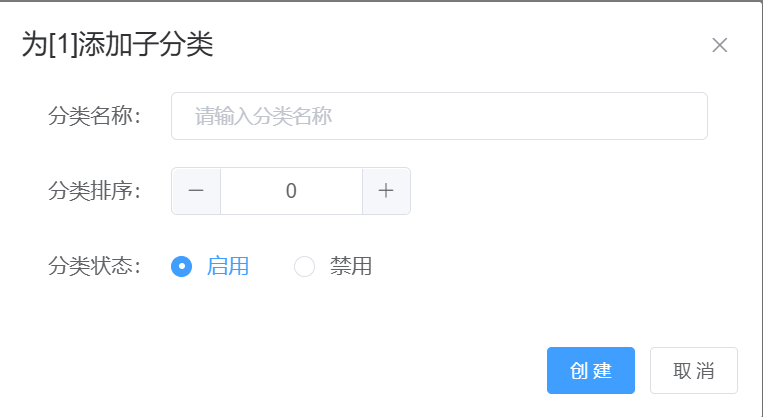 为[1]添加子分类
分类名称：
请输入分类名称
分类排序：
0
分类状态：
启用
禁用
创建
取消